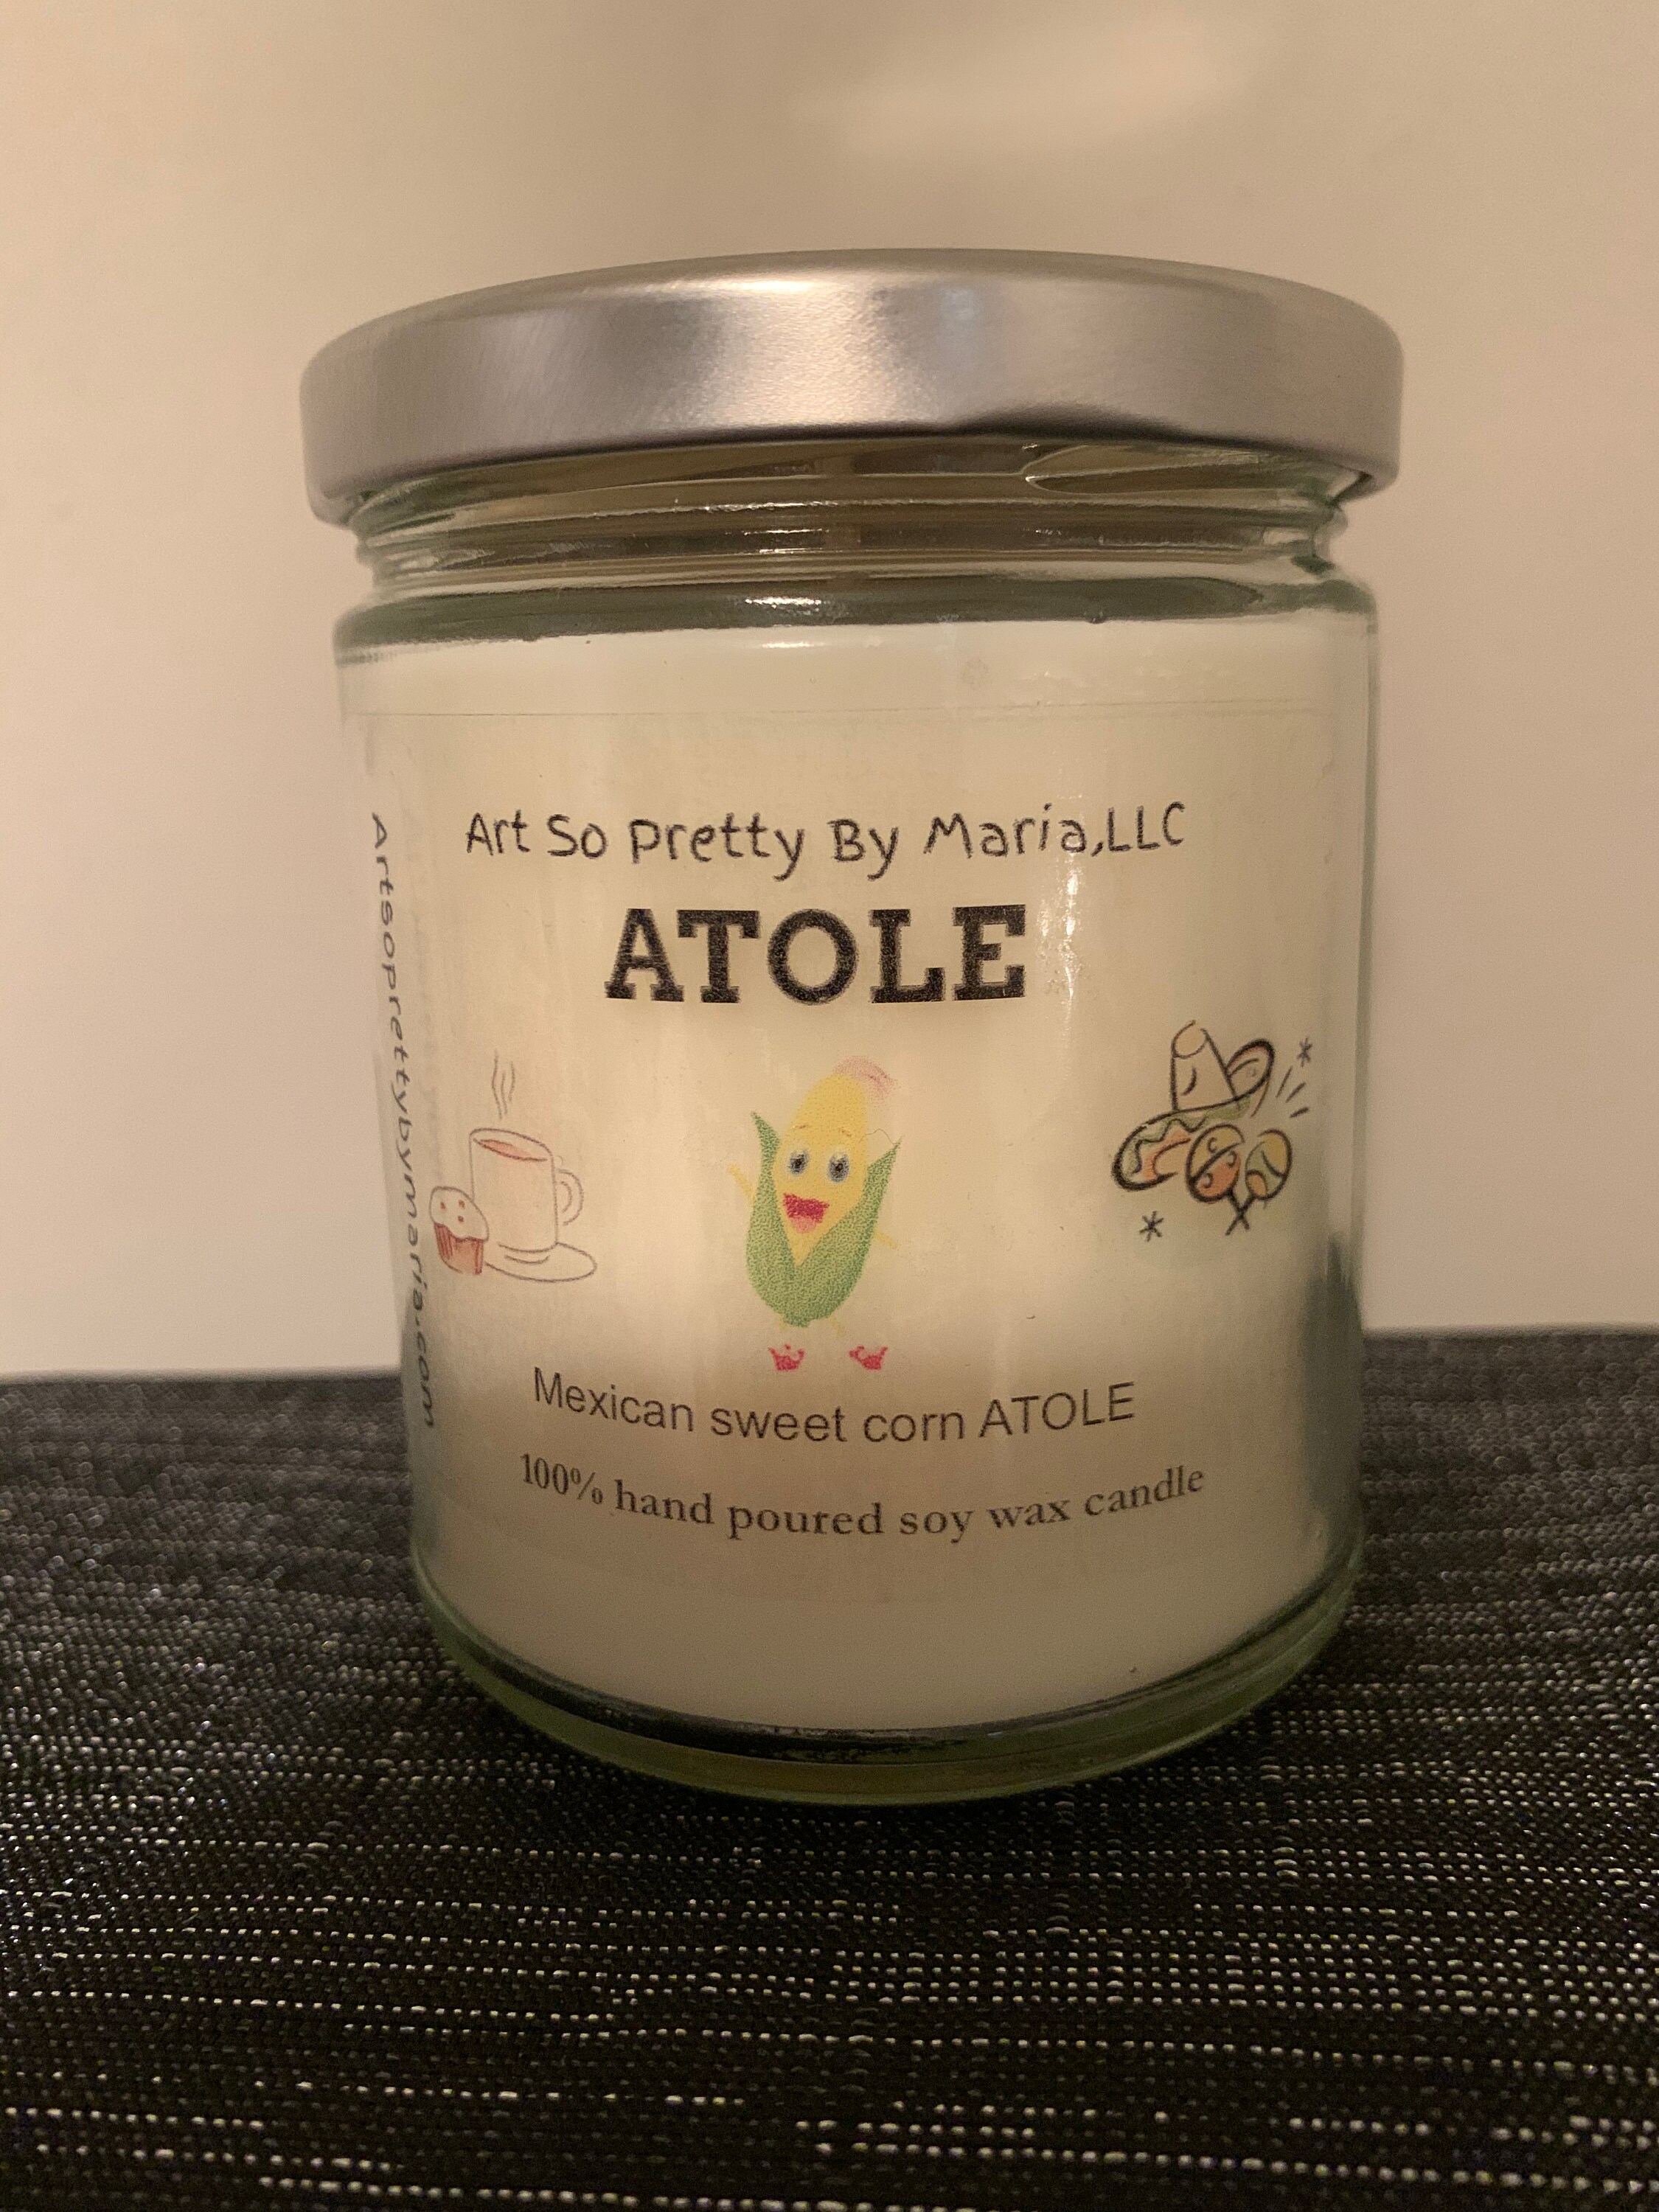 Art So Pretty By Maria,LLC
ATOLE
Mexican sweet corn ATOLE
100% hand poured soy wax candle
Artsoprettybymaria.com